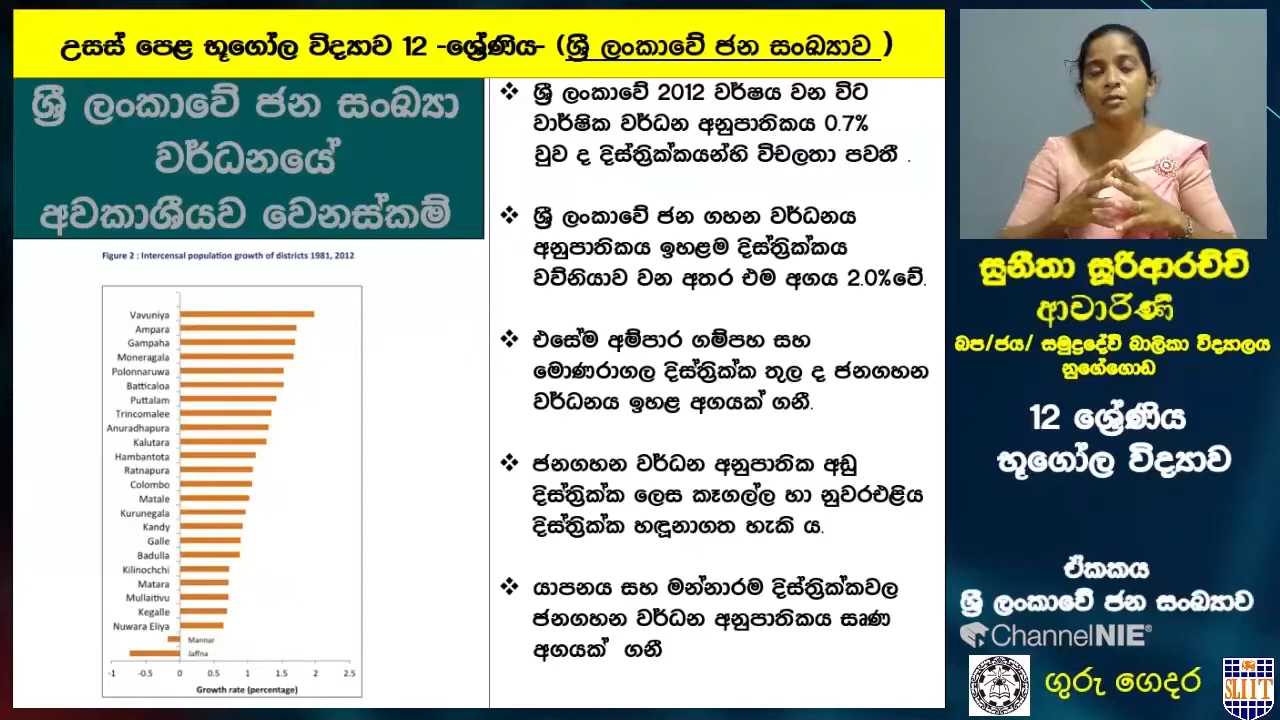 උසස් පෙළ භූගෝල විද්‍යාව 12 -ශ්‍රේණිය- (ශ්‍රී ලංකාවේ ජන සංඛ්‍යාව )
ශ්‍රී ලංකාවේ ජන සංඛ්‍යා
වර්ධනයේ
අවකාශීයව වෙනස්කම්
Figure 2 : Intercensal population growth of districts 1981, 2012
Vavuniya
Ampara
Gampaha
Moneragala
Polonnaruwa
Batticaloa
Puttalam
Trincomalee
Anuradhapura
Kalutara
Hambantota
Ratnapura
Colombo
Matale
Kurunegala
Kandy
Galle
Badulla
Kilinochchi
Matara
Mullaitivu
Kegalle
Nuwara Eliya
Mannar
Jaffna
-1 -0.5 0 0.5 1 1.5 2 2.5
Growth rate (percentage)
❖ ශ්‍රී ලංකාවේ 2012 වර්ෂය වන විට
වාර්ෂික වර්ධන අනුපාතිකය 0.7%
වුව ද දිස්ත්‍රික්කයන්හි විචලතා පවතී .
❖ ශ්‍රී ලංකාවේ ජන ගහන වර්ධනය
අනුපාතිකය ඉහළම දිස්ත්‍රික්කය
වව්නියාව වන අතර එම අගය 2.0%වේ.
❖ එසේම අම්පාර ගම්පහ සහ
මොණරාගල දිස්ත්‍රික්ක තුල ද ජනගහන
වර්ධනය ඉහළ අගයක් ගනී.
❖ ජනගහන වර්ධන අනුපාතික අඩු
දිස්ත්‍රික්ක ලෙස කෑගල්ල හා නුවරඑළිය
දිස්ත්‍රික්ක හඳූනාගත හැකි ය.
❖ යාපනය සහ මන්නාරම දිස්ත්‍රික්කවල
ජනගහන වර්ධන අනුපාතිකය සෘණ
අගයක් ගනී
සුනීතා සූරිආරච්චි
ආචාරිණි
බප/ජය/ සමුද්‍රදේවී බාලිකා විද්‍යාලය
නුගේගොඩ
12 ශ්‍රේණිය
භූගෝල විද්‍යාව
ඒකකය
ශ්‍රී ලංකාවේ ජන සංඛ්‍යාව
ChannelNIE®
ගුරු ගෙදර
SLIIT